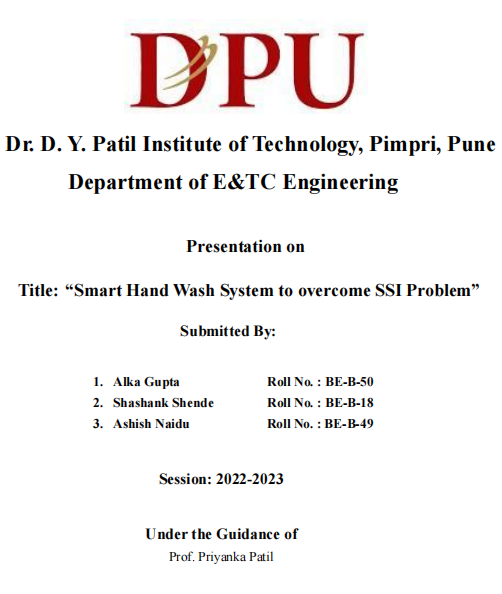 DPU
Dr. D. Y. Patil Institute of Technology, Pimpri, Pune
Department of E&TC Engineering
Presentation on
Title: “Smart Hand Wash System to overcome SSI Problem”
Submitted By:
1. Alka Gupta Roll No. : BE-B-50
2. Shashank Shende Roll No. : BE-B-18
3. Ashish Naidu Roll No. : BE-B-49
Session: 2022-2023
Under the Guidance of
Prof. Priyanka Patil